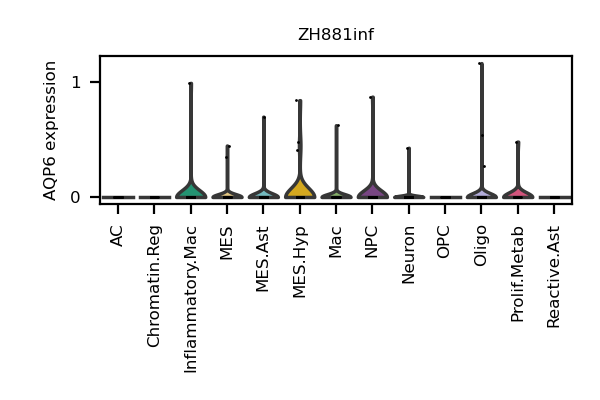 ZH881inf
AQP6 expression
1
0
AC
Chromatin.Reg
Inflammatory.Mac
MES
MES.Ast
MES.Hyp
Mac
NPC
Neuron
OPC
Oligo
Prolif.Metab
Reactive.Ast